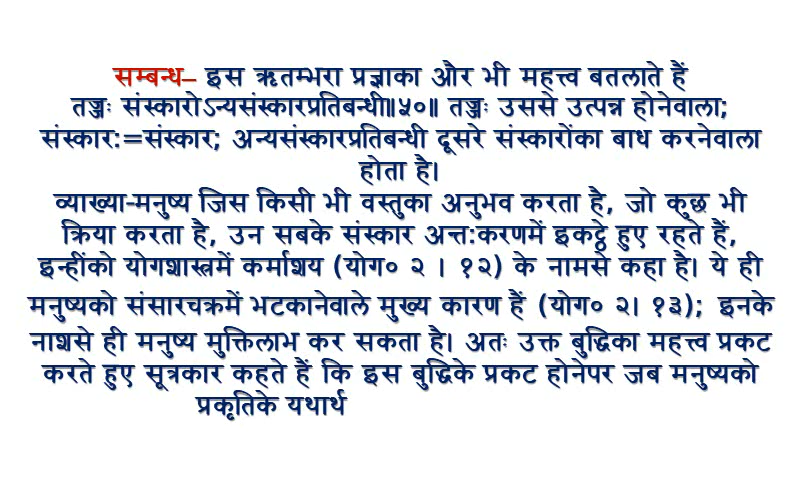 सम्बन्ध– इस ऋतम्भरा प्रज्ञाका और भी महत्त्व बतलाते हैं
तज्जः संस्कारोऽन्यसंस्कारप्रतिबन्धी॥५०॥ तज्जः उससे उत्पन्न होनेवाला;
संस्कार:=संस्कार; अन्यसंस्कारप्रतिबन्धी दूसरे संस्कारोंका बाध करनेवाला
होता है।
व्याख्या-मनुष्य जिस किसी भी वस्तुका अनुभव करता है, जो कुछ भी
क्रिया करता है, उन सबके संस्कार अन्त:करणमें इकट्ठे हुए रहते हैं,
इन्हींको योगशास्त्रमें कर्माशय (योग० २ । १२) के नामसे कहा है। ये ही
मनुष्यको संसारचक्रमें भटकानेवाले मुख्य कारण हैं (योग० २। १३); इनके
नाशसे ही मनुष्य मुक्तिलाभ कर सकता है। अतः उक्त बुद्धिका महत्त्व प्रकट
करते हुए सूत्रकार कहते हैं कि इस बुद्धिके प्रकट होनेपर जब मनुष्यको
प्रकृतिके यथार्थ